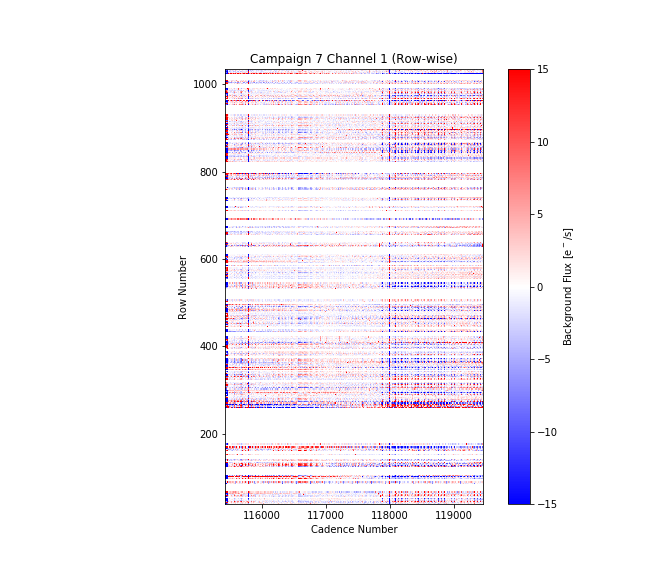 Campaign 7 Channel 1 (Row-wise)
1000
800
600
400
200
Row Number
116000 117000 118000 119000
Cadence Number
15
10
5
0
−5
−10
−15
Background Flux [e⁻/s]